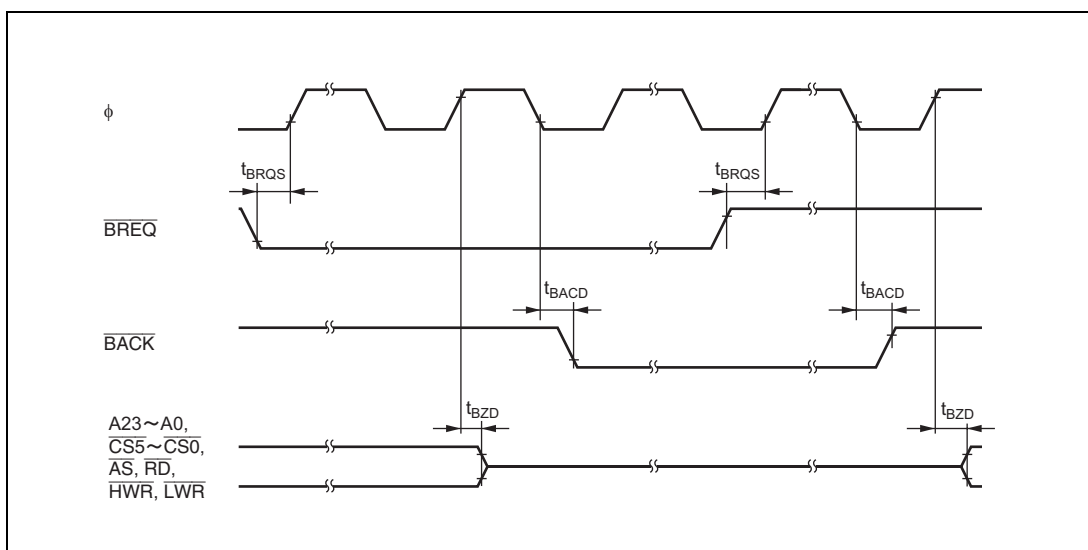 ϕ
tBRQS
tBRQS
BREQ
tBACD
tBACD
BACK
tBZD
tBZD
A23～A0,
CS5～CS0,
AS, RD,
HWR, LWR